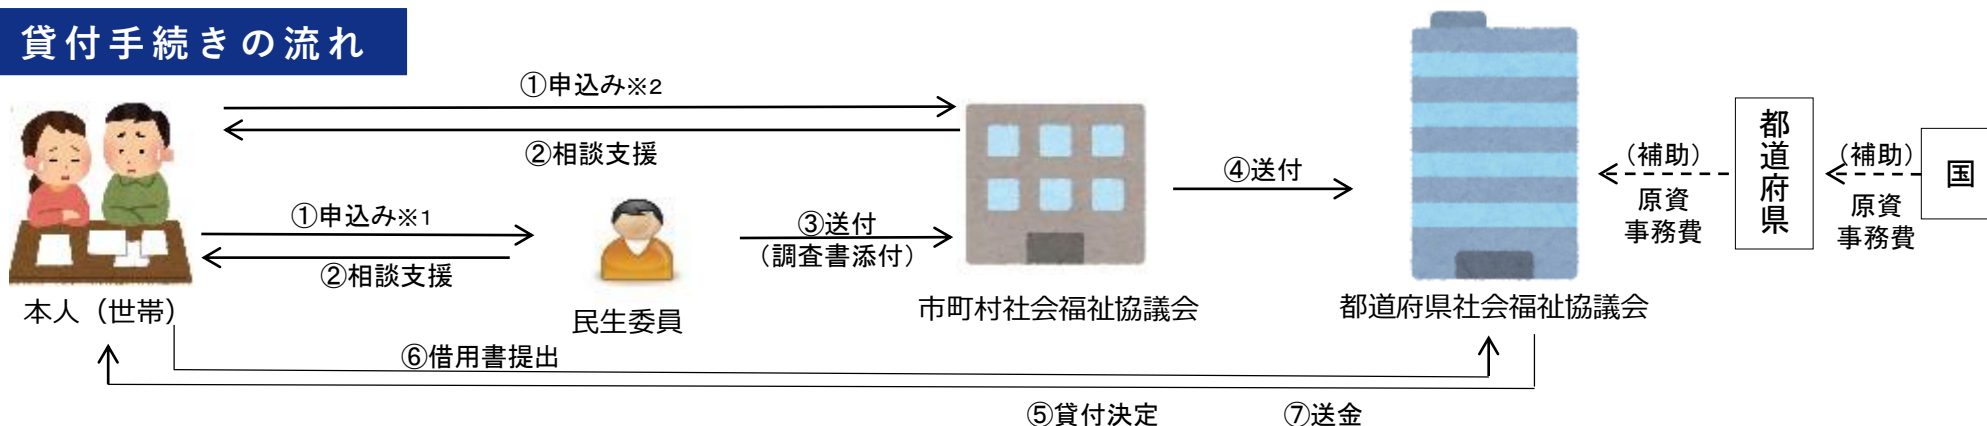 貸付手続きの流れ
①申込み※2
②相談支援
①申込み※1
②相談支援
③送付
（調査書添付）
④送付
（補助）
原資
事務費
都道府県
（補助）
原資
事務費
国
本人（世帯）
民生委員
市町村社会福祉協議会
都道府県社会福祉協議会
⑥借用書提出
⑤貸付決定
⑦送金